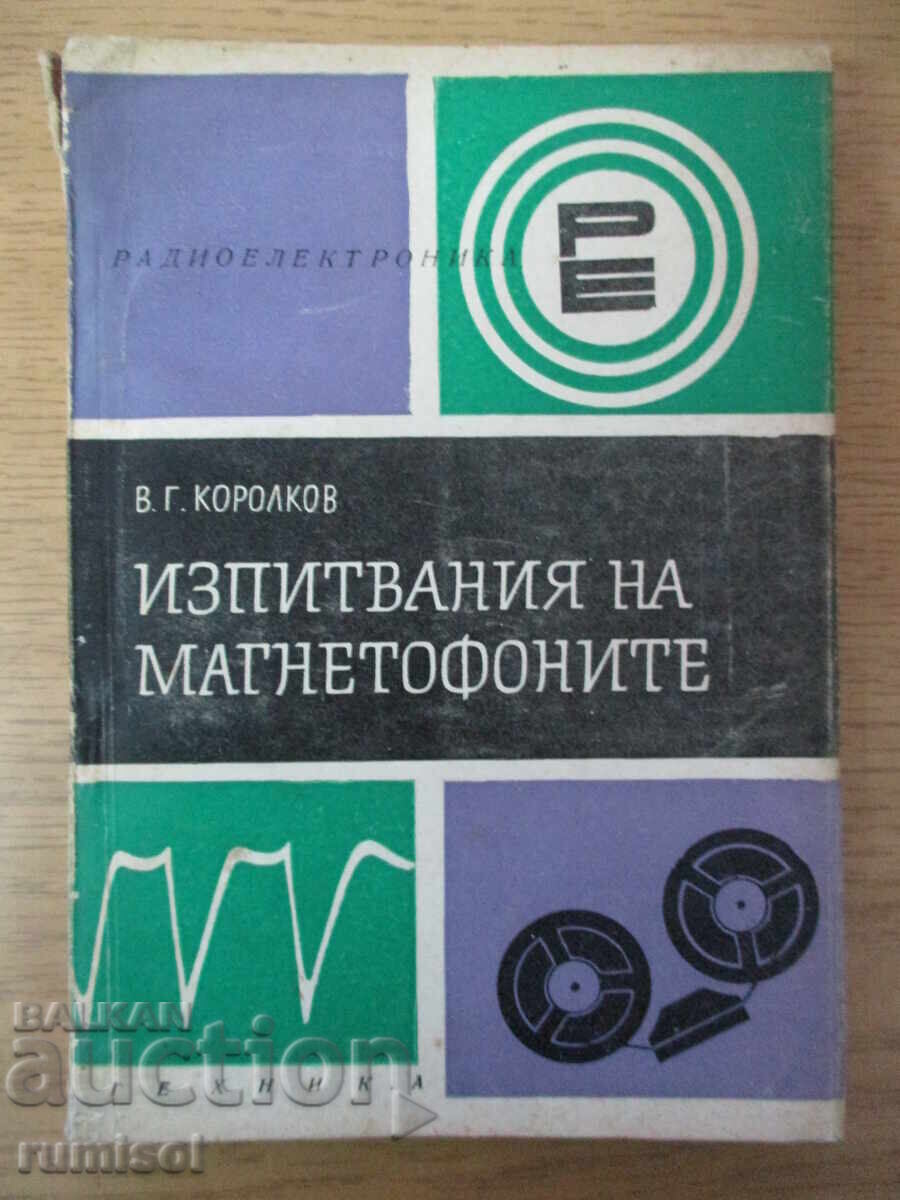 РАДИОЕЛЕКТРОНИКА
РЕ
В. Г. КОРОЛКОВ
ИЗПИТВАНИЯ НА
МАГНЕТОФОНИТЕ
ТЕХНИКА
BALKAN
auction
rumisol